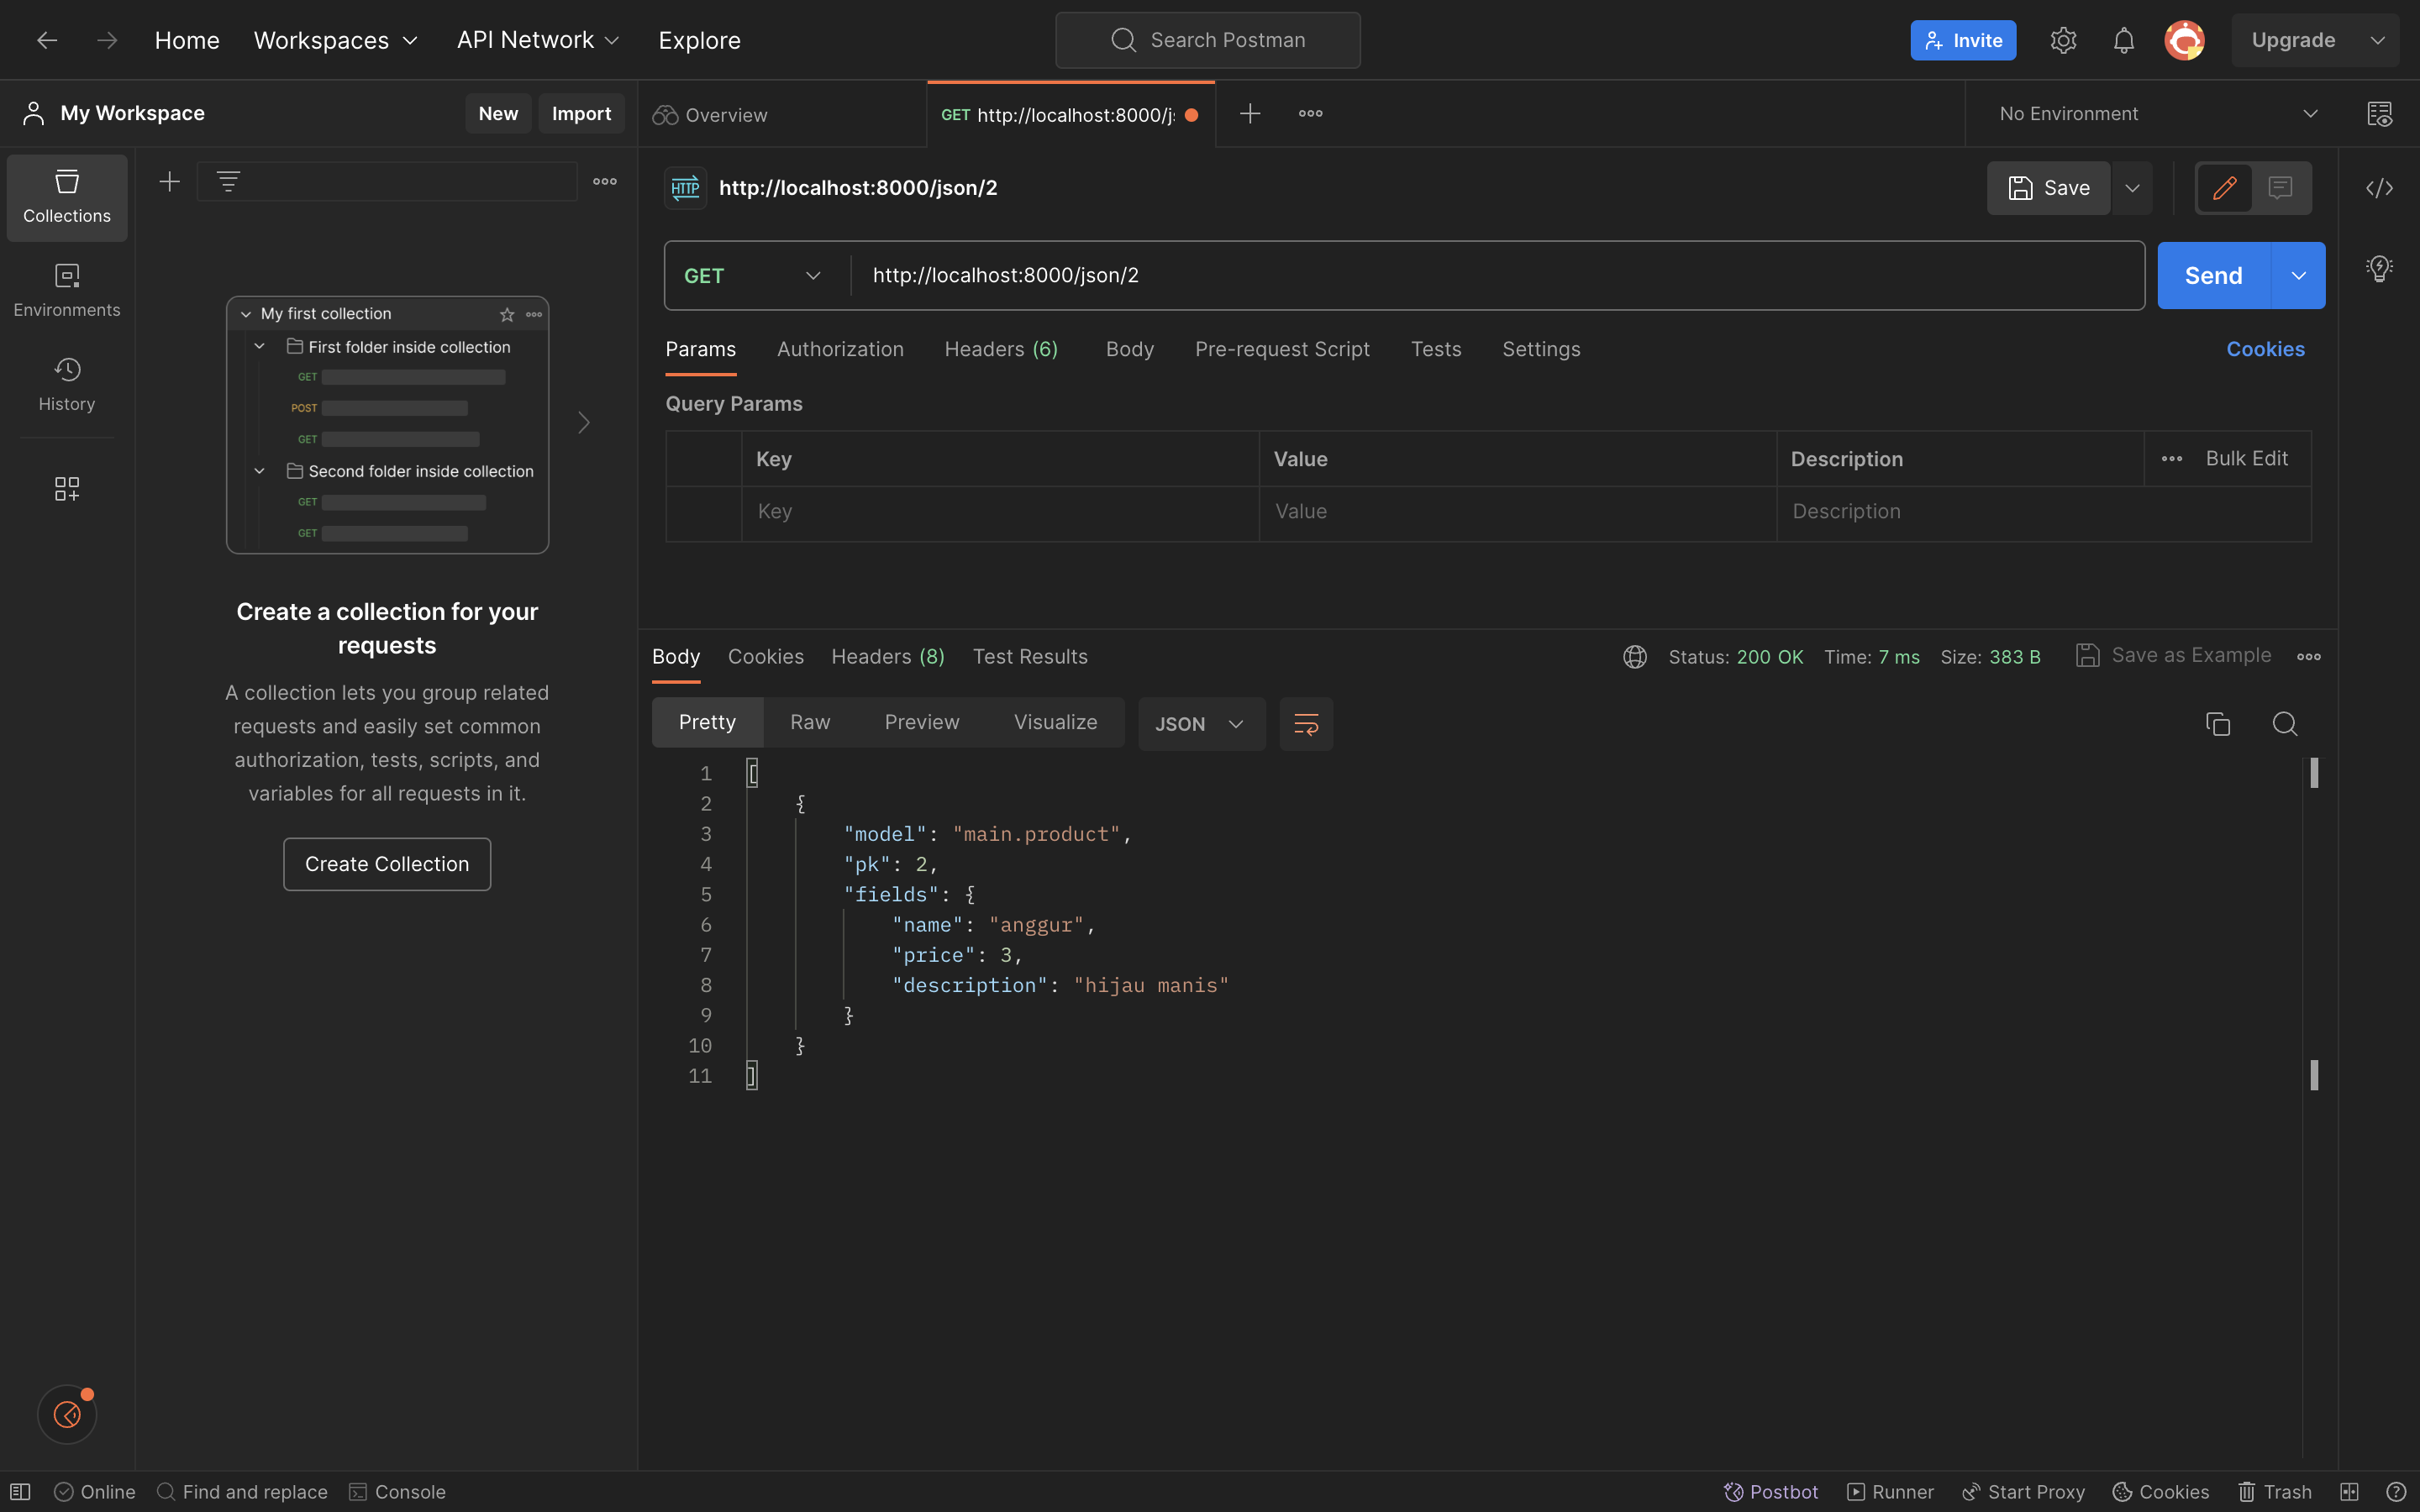 Home Workspaces API Network Explore Search Postman Invite Upgrade
My Workspace New Import Overview GET http://localhost:8000/j No Environment
HTTP http://localhost:8000/json/2 Save
Collections
Environments
History
GET http://localhost:8000/json/2 Send
My first collection
First folder inside collection
GET
POST
GET
Second folder inside collection
GET
GET
Create a collection for your
requests
A collection lets you group related
requests and easily set common
authorization, tests, scripts, and
variables for all requests in it.
Create Collection
Params Authorization Headers (6) Body Pre-request Script Tests Settings Cookies
Query Params
Key Value Description Bulk Edit
Key Value Description
Body Cookies Headers (8) Test Results Status: 200 OK Time: 7 ms Size: 383 B Save as Example
Pretty Raw Preview Visualize JSON
1 [
2 {
3 "model": "main.product",
4 "pk": 2,
5 "fields": {
6 "name": "anggur",
7 "price": 3,
8 "description": "hijau manis"
9 }
10 }
11 ]
Online Find and replace Console Postbot Runner Start Proxy Cookies Trash